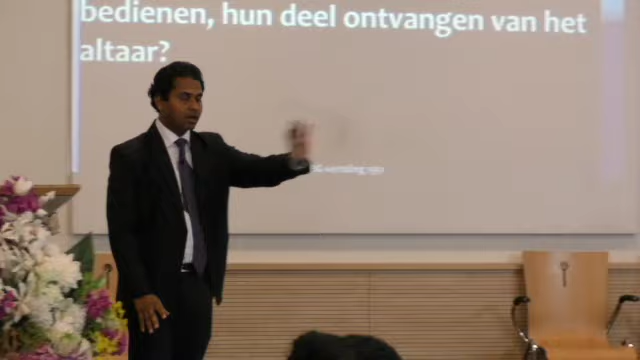 bedienen, hun deel ontvangen van het
altaar?